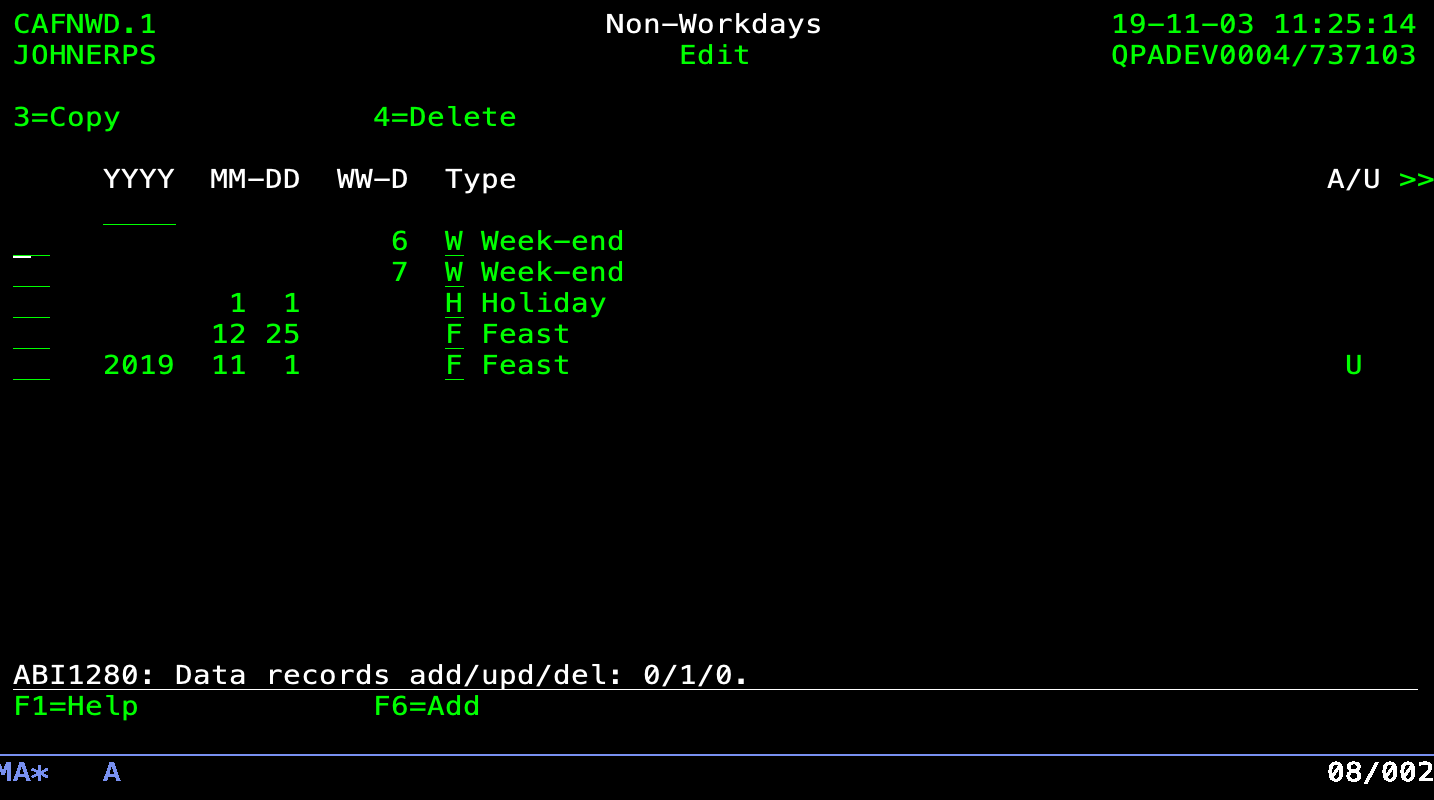 CAFNWD.1 Non-Workdays 19-11-03 11:25:14
JOHNERPS Edit QPADEV0004/737103
3=Copy 4=Delete
YYYY MM-DD WW-D Type A/U >>
6 W Week-end
7 W Week-end
1 1 H Holiday
12 25 F Feast
2019 11 1 F Feast U
ABI1280: Data records add/upd/del: 0/1/0.
F1=Help F6=Add
MA* A 08/002